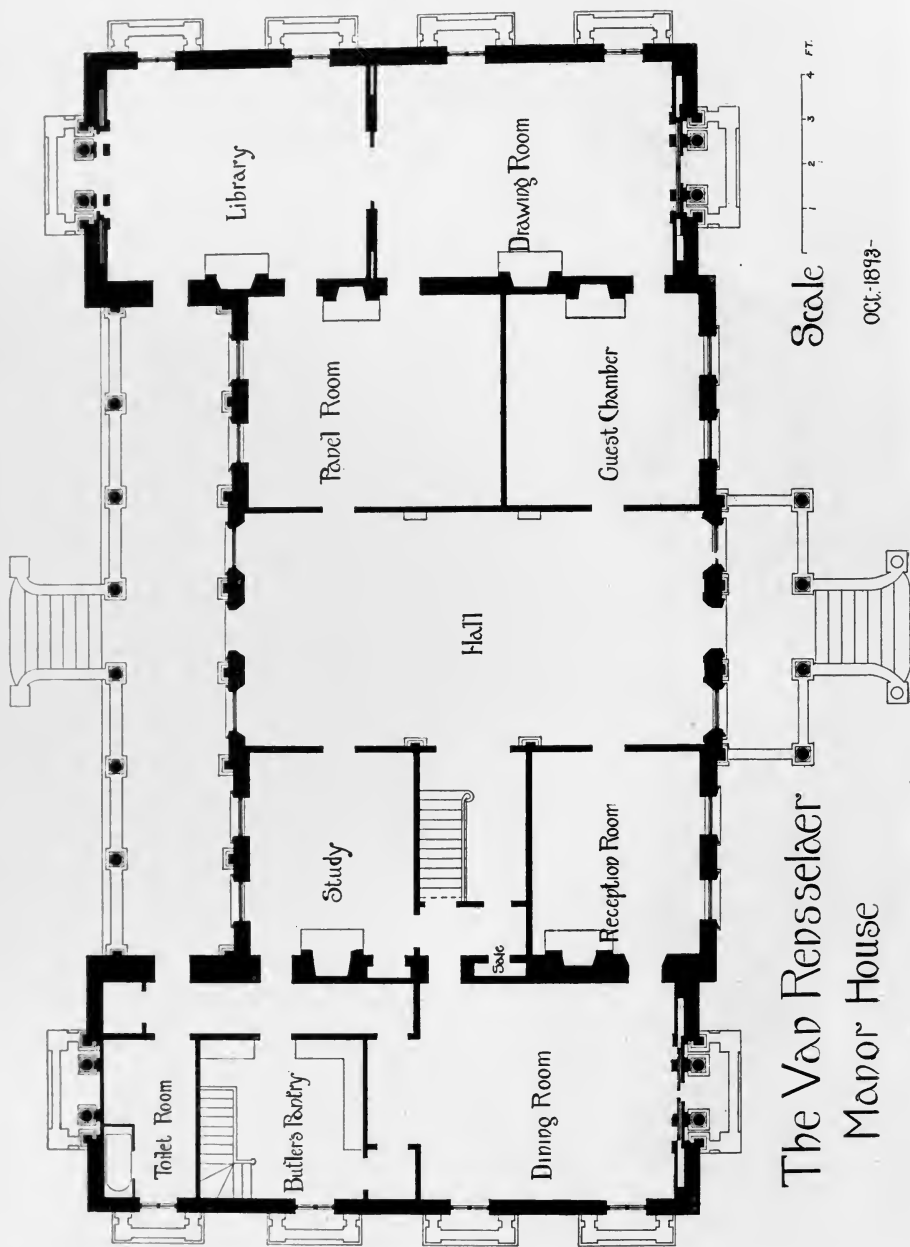 Library
Drawing Room
Panel Room
Guest Chamber
Hall
Study
Reception Room
Safe
Toilet Room
Butlers Pantry
Dining Room
Scale
1 2 3 4 FT.
OCT.-1893-
The Van Rensselaer
Manor House